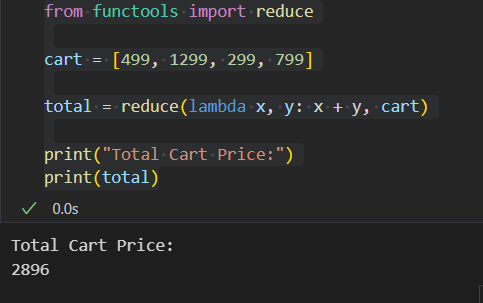 from functools import reduce
cart = [499, 1299, 299, 799]
total = reduce(lambda x, y: x + y, cart)
print("Total Cart Price:")
print(total)
0.0s
Total Cart Price:
2896